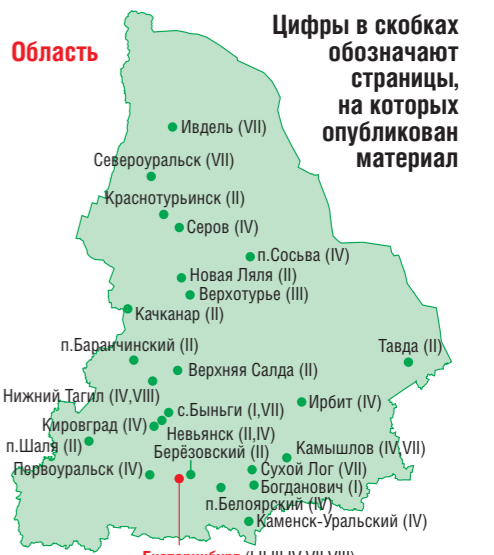 Область
Цифры в скобках
обозначают
страницы,
на которых
опубликован
материал
Ивдель (VII)
Североуральск (VII)
Краснотурьинск (II)
Серов (IV)
п.Сосьва (IV)
Новая Ляля (II)
Верхотурье (III)
Качканар (II)
п.Баранчинский (II)
Тавда (II)
Верхняя Салда (II)
Нижний Тагил (IV,VIII)
Ирбит (IV)
с.Быньги (I,VII)
Кировград (IV)
Невьянск (II,IV)
п.Шаля (II)
Берёзовский (II)
Камышлов (IV,VII)
Первоуральск (IV)
Сухой Лог (VII)
Богданович (I)
п.Белоярский (IV)
Каменск-Уральский (IV)
Екатеринбург